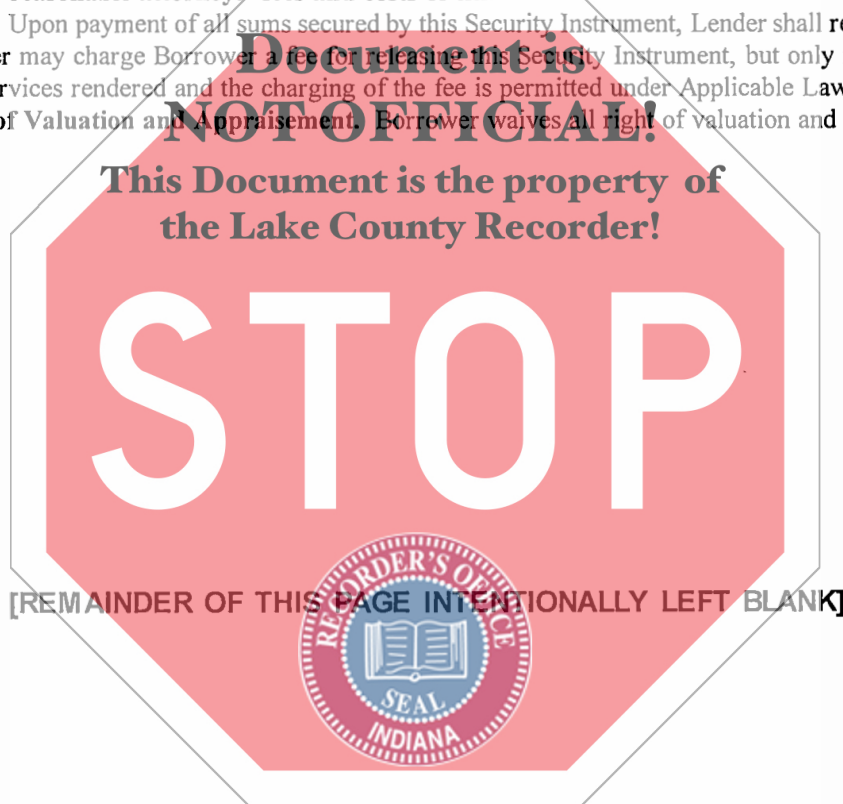 Upon payment of all sums secured by this Security Instrument, Lender shall re
er may charge Borrower a fee for releasing this Security Instrument, but only
rvices rendered and the charging of the fee is permitted under Applicable Law
of Valuation and Appraisement. Borrower waives all right of valuation and
Document is
NOT OFFICIAL!
This Document is the property of
the Lake County Recorder!
STOP
[REMAINDER OF THIS PAGE INTENTIONALLY LEFT BLANK]
RECORDER'S OFFICE
SEAL
INDIANA